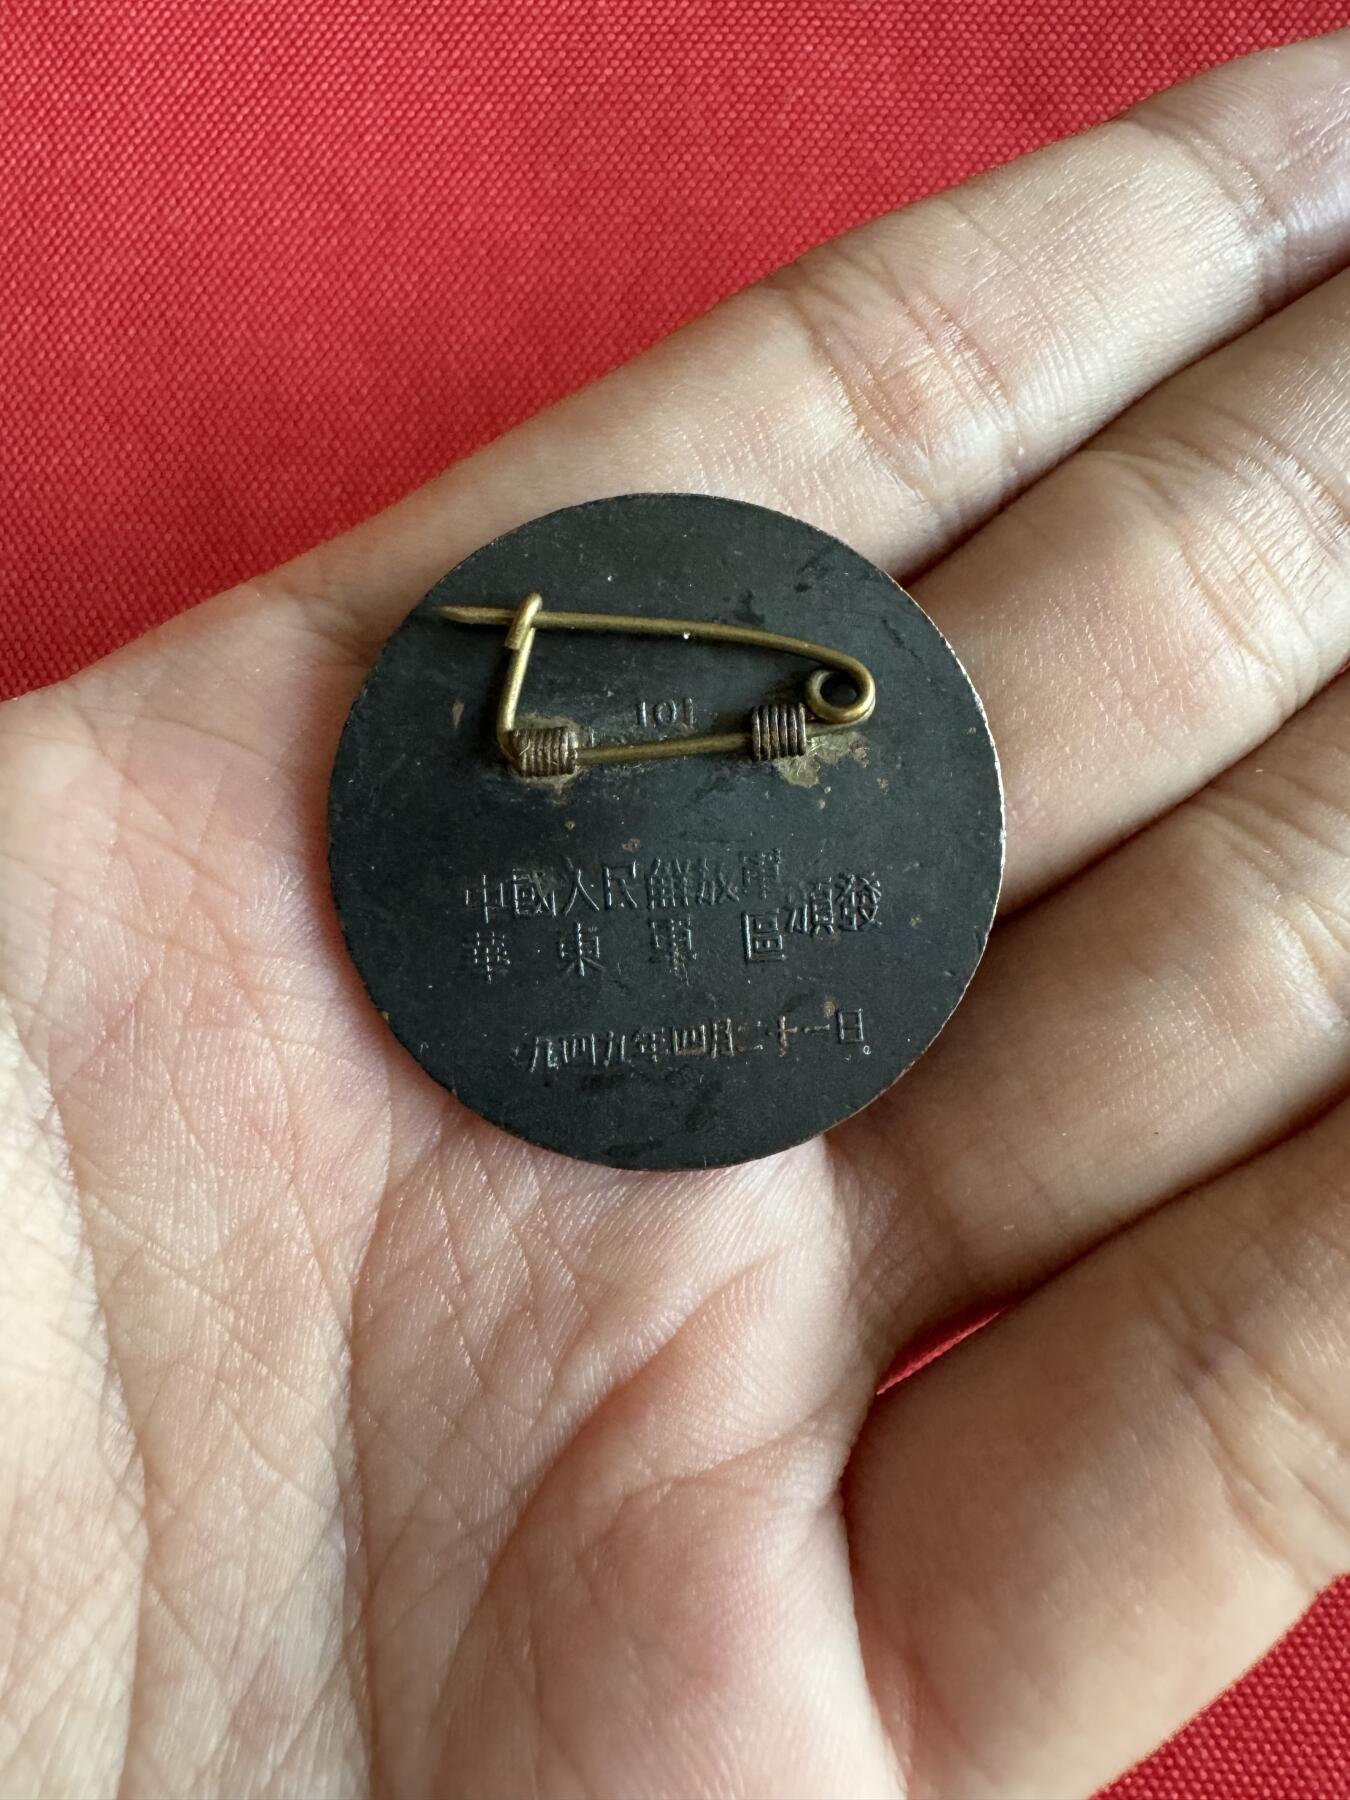 101
中國人民解放軍
華東軍區頒發
一九四九年四月二十一日